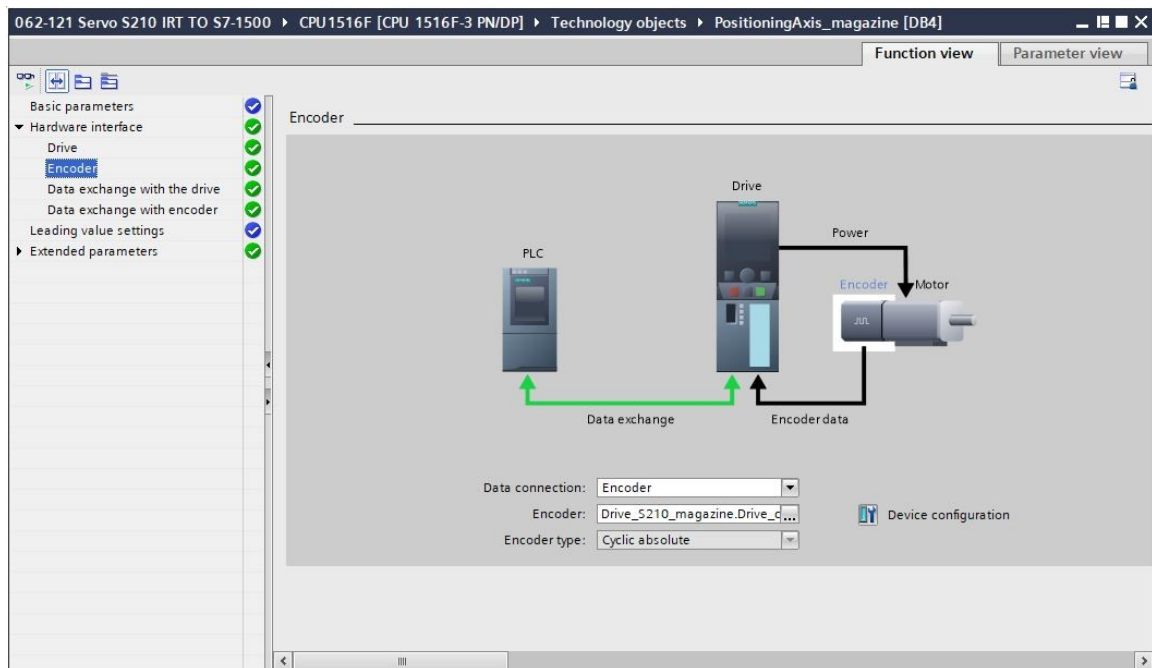 062-121 Servo S210 IRT TO S7-1500 ▸ CPU1516F [CPU 1516F-3 PN/DP] ▸ Technology objects ▸ PositioningAxis_magazine [DB4]
Function view
Parameter view
Basic parameters
Hardware interface
Drive
Encoder
Data exchange with the drive
Data exchange with encoder
Leading value settings
Extended parameters
Encoder
Drive
Power
PLC
Encoder
Motor
Data exchange
Encoder data
Data connection: Encoder
Encoder: Drive_S210_magazine.Drive_c...
Device configuration
Encoder type: Cyclic absolute